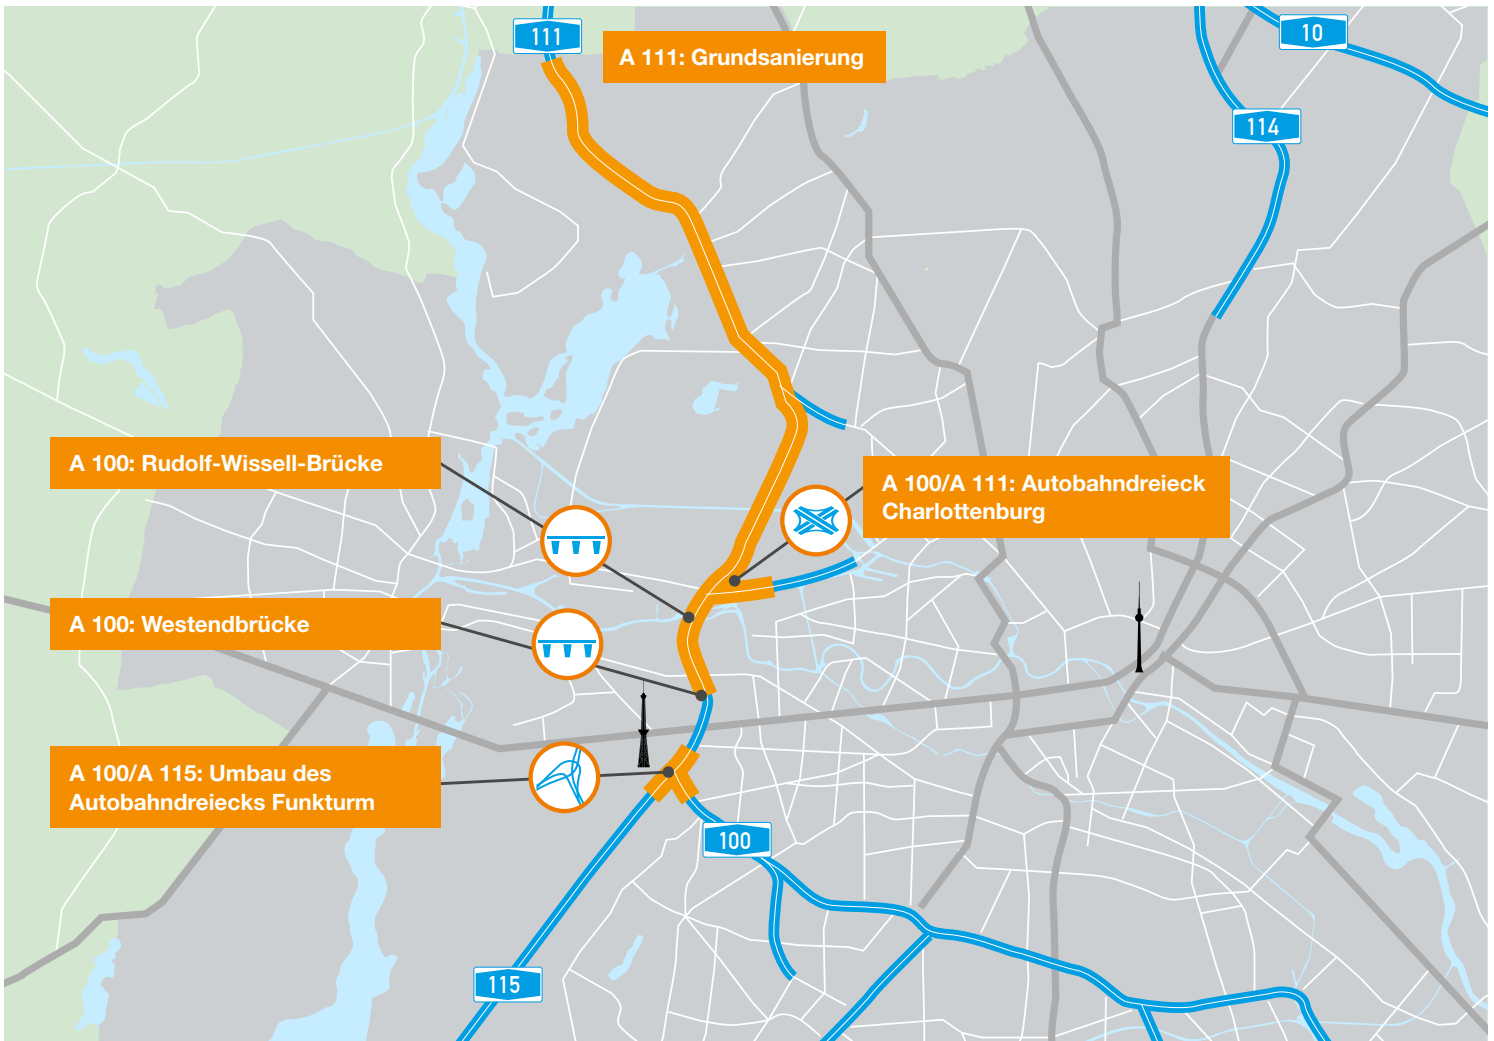 111
A 111: Grundsanierung
10
114
A 100: Rudolf-Wissell-Brücke
A 100/A 111: Autobahndreieck
Charlottenburg
A 100: Westendbrücke
A 100/A 115: Umbau des
Autobahndreiecks Funkturm
100
115